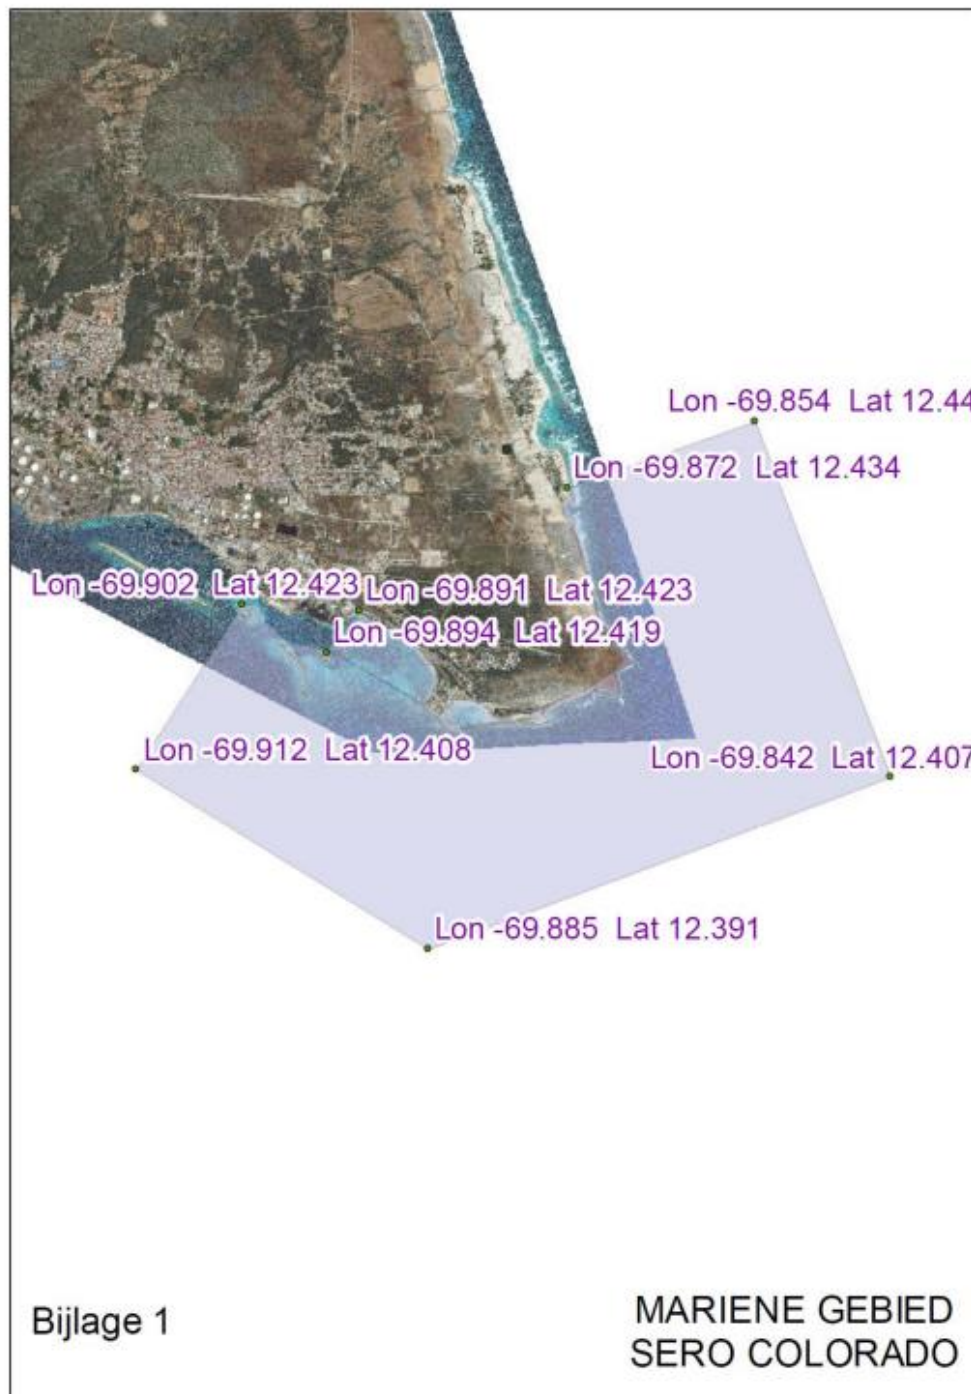 Lon -69.854 Lat 12.44
Lon -69.872 Lat 12.434
Lon -69.902 Lat 12.423
Lon -69.891 Lat 12.423
Lon -69.894 Lat 12.419
Lon -69.912 Lat 12.408
Lon -69.842 Lat 12.407
Lon -69.885 Lat 12.391
Bijlage 1
MARIENE GEBIED
SERO COLORADO